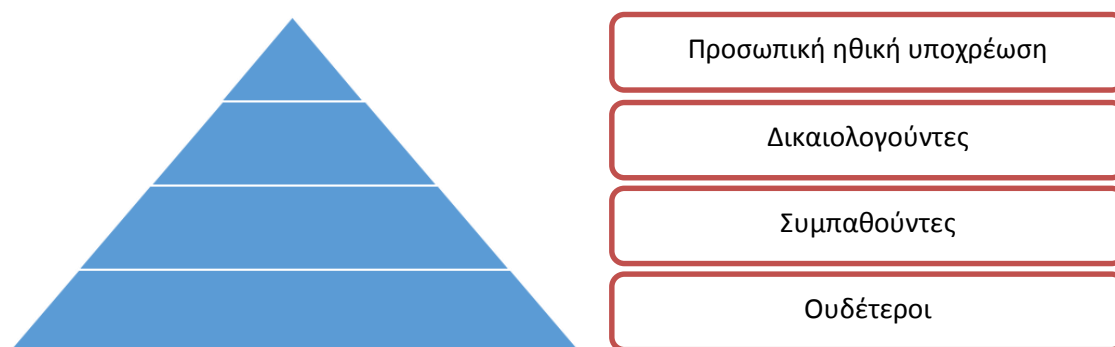 Προσωπική ηθική υποχρέωση
Δικαιολογούντες
Συμπαθούντες
Ουδέτεροι